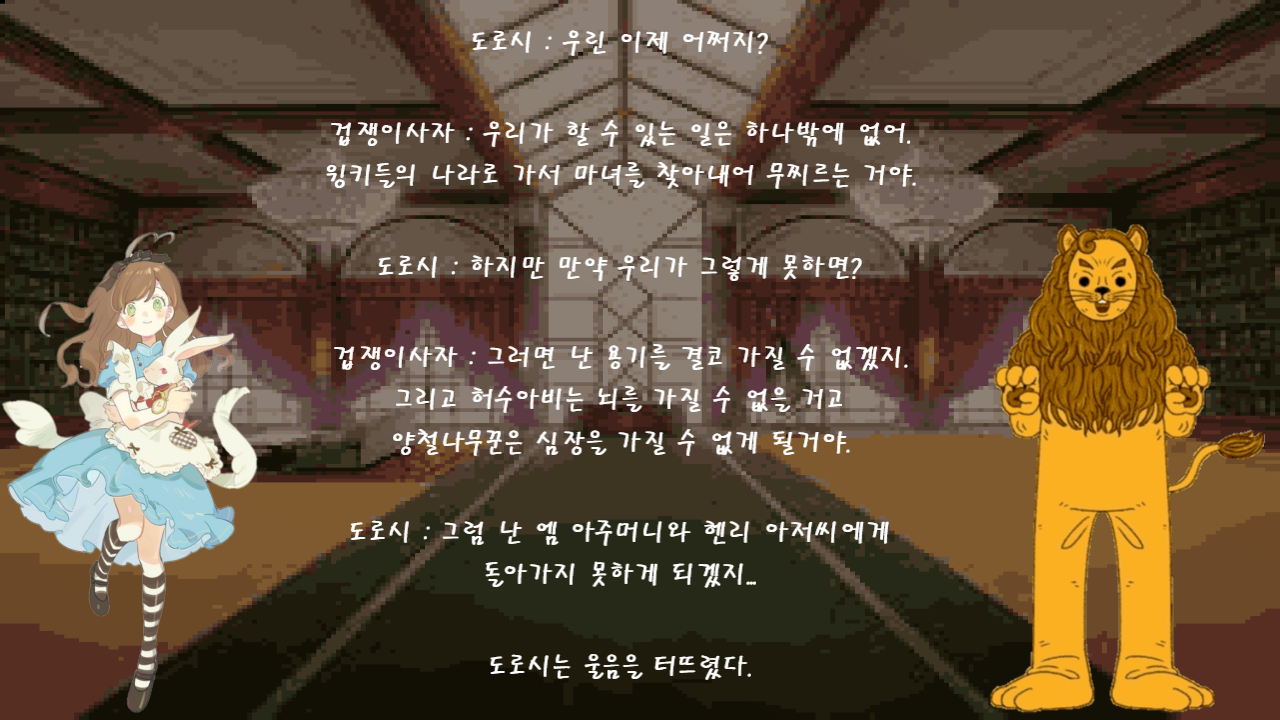 도로시 : 우린 이제 어쩌지?
겁쟁이사자 : 우리가 할 수 있는 일은 하나밖에 없어.
윙키들의 나라로 가서 마녀를 찾아내어 무찌르는 거야.
도로시 : 하지만 만약 우리가 그렇게 못하면?
겁쟁이사자 : 그러면 난 용기를 결코 가질 수 없겠지.
그리고 허수아비는 뇌를 가질 수 없을 거고
양철나무꾼은 심장을 가질 수 없게 될거야.
도로시 : 그럼 난 엠 아주머니와 헨리 아저씨에게
돌아가지 못하게 되겠지...
도로시는 울음을 터뜨렸다.